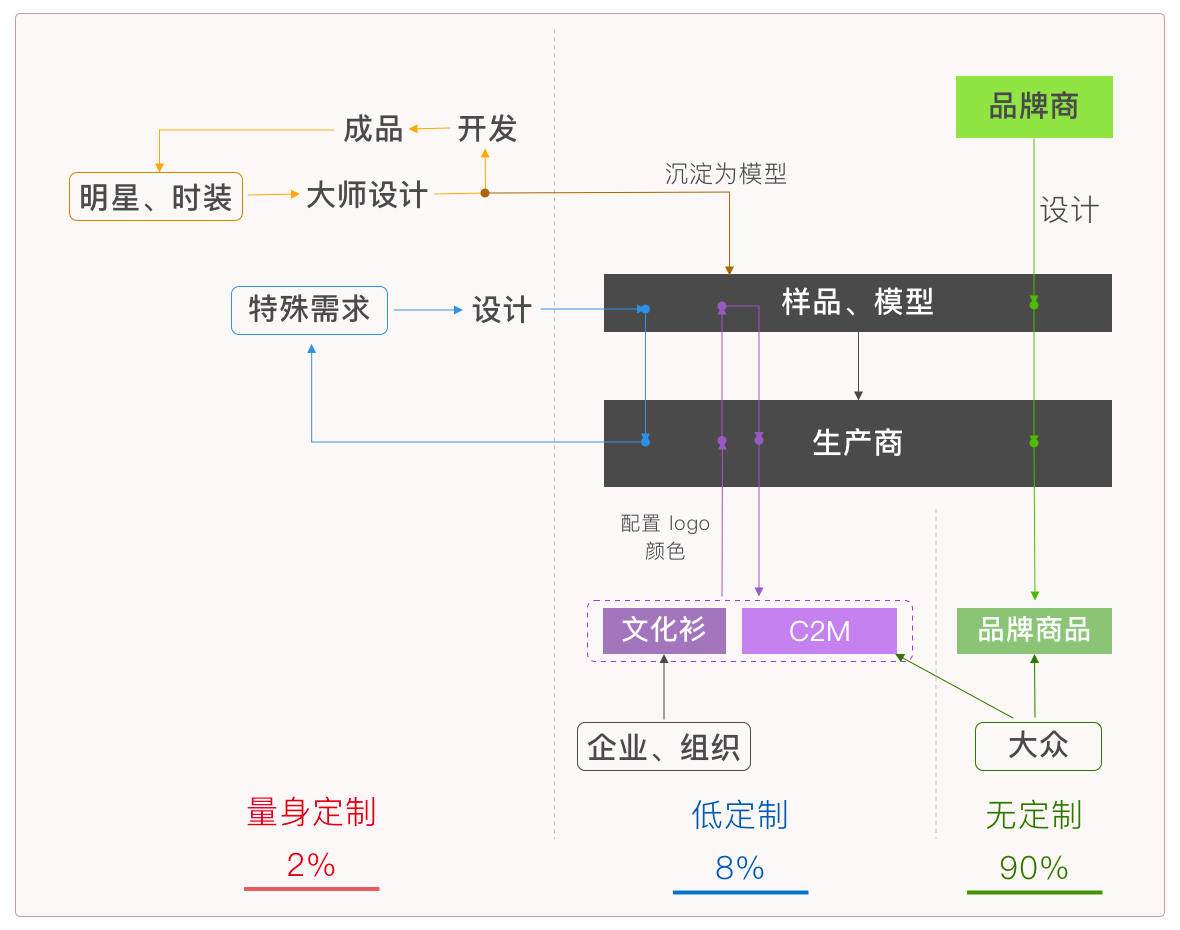 品牌商
成品
开发
沉淀为模型
明星、时装
大师设计
设计
特殊需求
设计
样品、模型
生产商
配置 logo
颜色
文化衫
C2M
品牌商品
企业、组织
大众
量身定制
低定制
无定制
2%
8%
90%